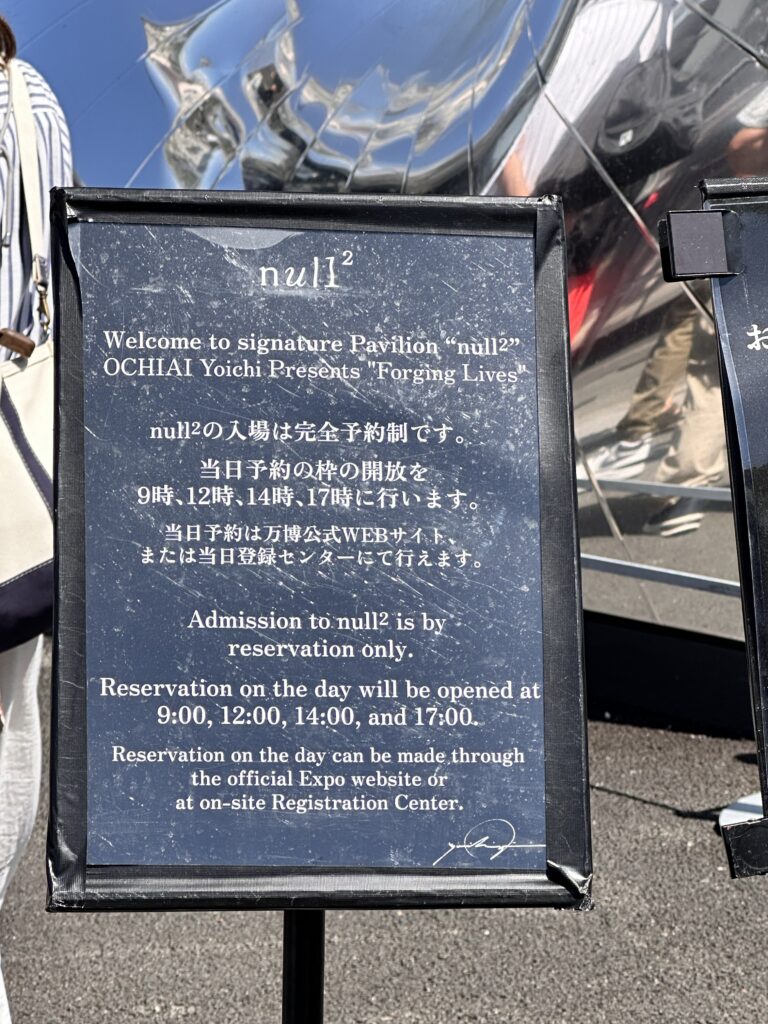 null²
Welcome to signature Pavilion “null²”
OCHIAI Yoichi Presents "Forging Lives"
null²の入場は完全予約制です。
当日予約の枠の開放を
9時、12時、14時、17時に行います。
当日予約は万博公式WEBサイト、
または当日登録センターにて行えます。
Admission to null² is by
reservation only.
Reservation on the day will be opened at
9:00, 12:00, 14:00, and 17:00.
Reservation on the day can be made through
the official Expo website or
at on-site Registration Center.
お